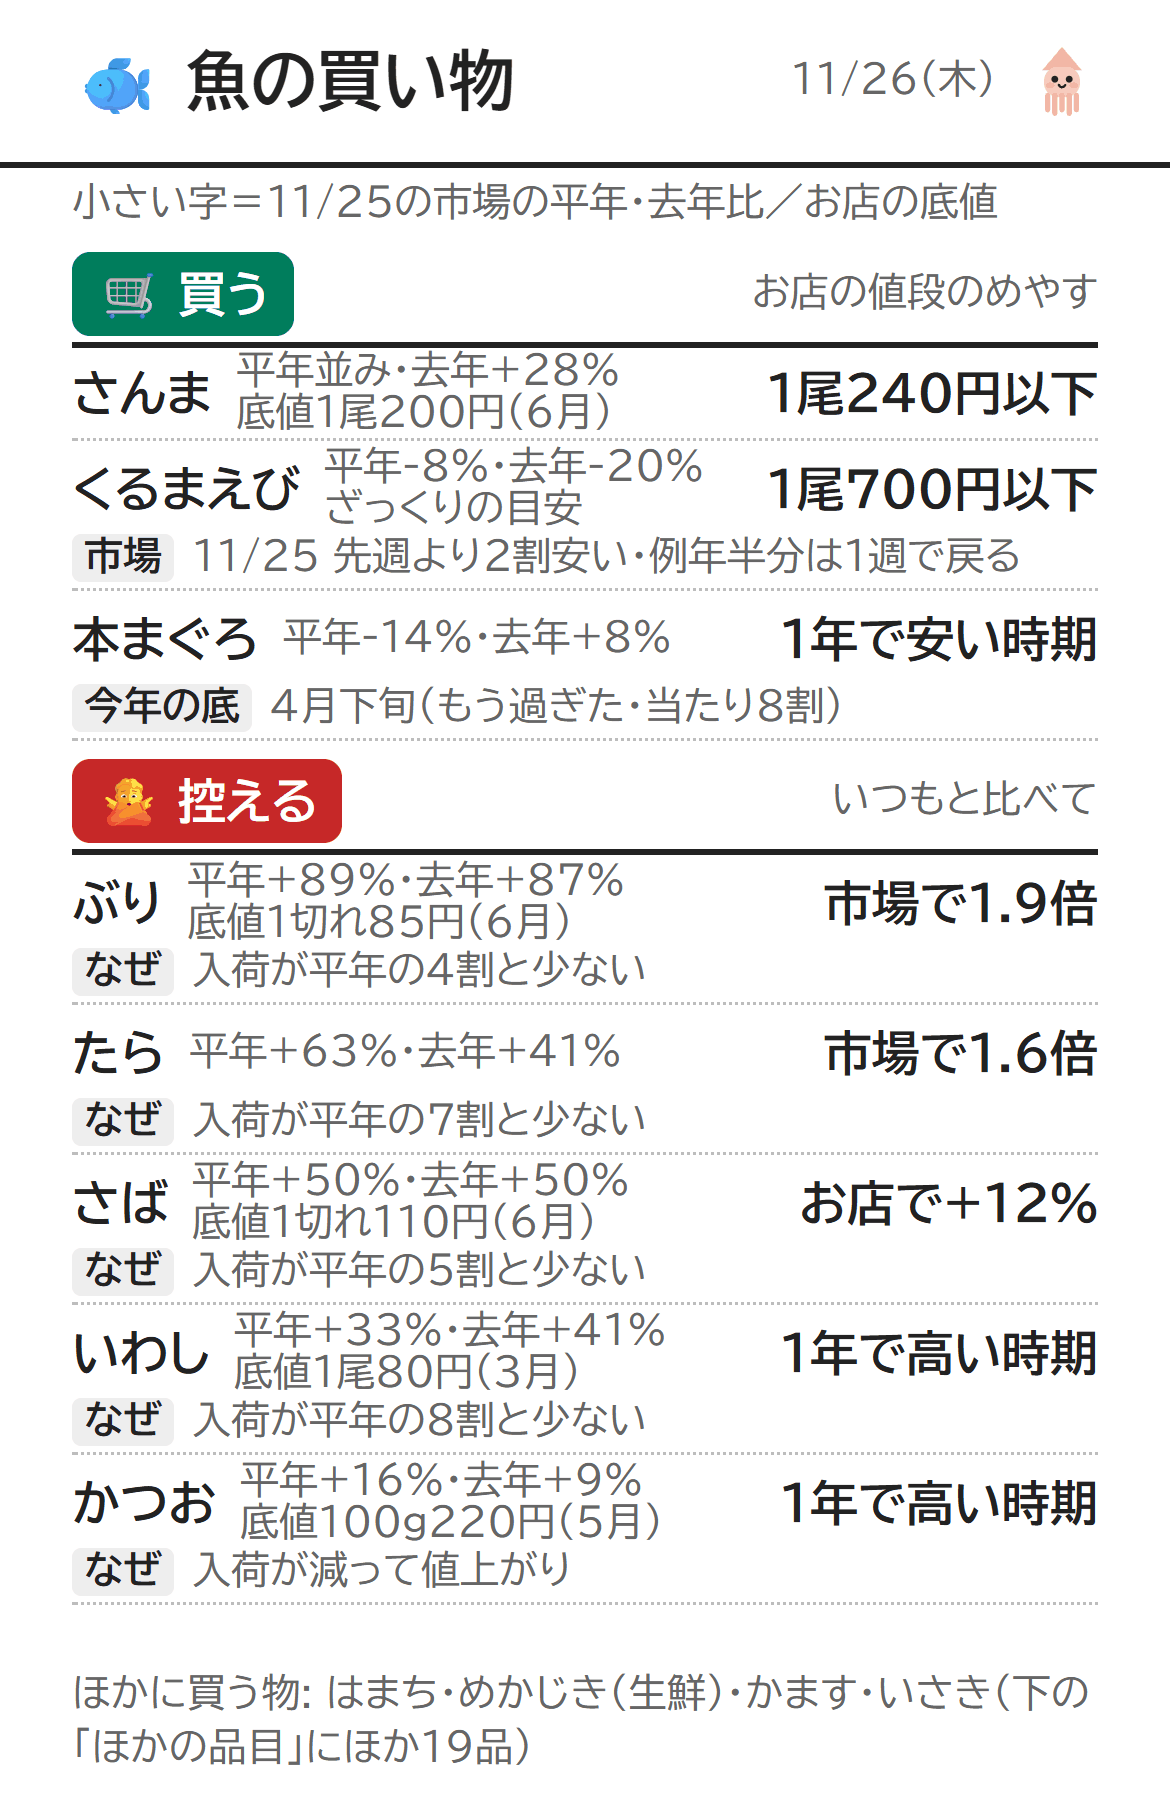 魚の買い物
11/26(木)
小さい字=11/25の市場の平年・去年比／お店の底値
買う
お店の値段のめやす
さんま
平年並み・去年+28%
底値1尾200円(6月)
1尾240円以下
くるまえび
平年-8%・去年-20%
ざっくりの目安
1尾700円以下
市場 11/25 先週より2割安い・例年半分は1週で戻る
本まぐろ 平年-14%・去年+8% 1年で安い時期
今年の底 4月下旬(もう過ぎた・当たり8割)
控える
いつもと比べて
ぶり
平年+89%・去年+87%
底値1切れ85円(6月)
市場で1.9倍
なぜ 入荷が平年の4割と少ない
たら 平年+63%・去年+41% 市場で1.6倍
なぜ 入荷が平年の7割と少ない
さば
平年+50%・去年+50%
底値1切れ110円(6月)
お店で+12%
なぜ 入荷が平年の5割と少ない
いわし
平年+33%・去年+41%
底値1尾80円(3月)
1年で高い時期
なぜ 入荷が平年の8割と少ない
かつお
平年+16%・去年+9%
底値100g220円(5月)
1年で高い時期
なぜ 入荷が減って値上がり
ほかに買う物: はまち・めかじき(生鮮)・かます・いさき(下の
「ほかの品目」にほか19品)